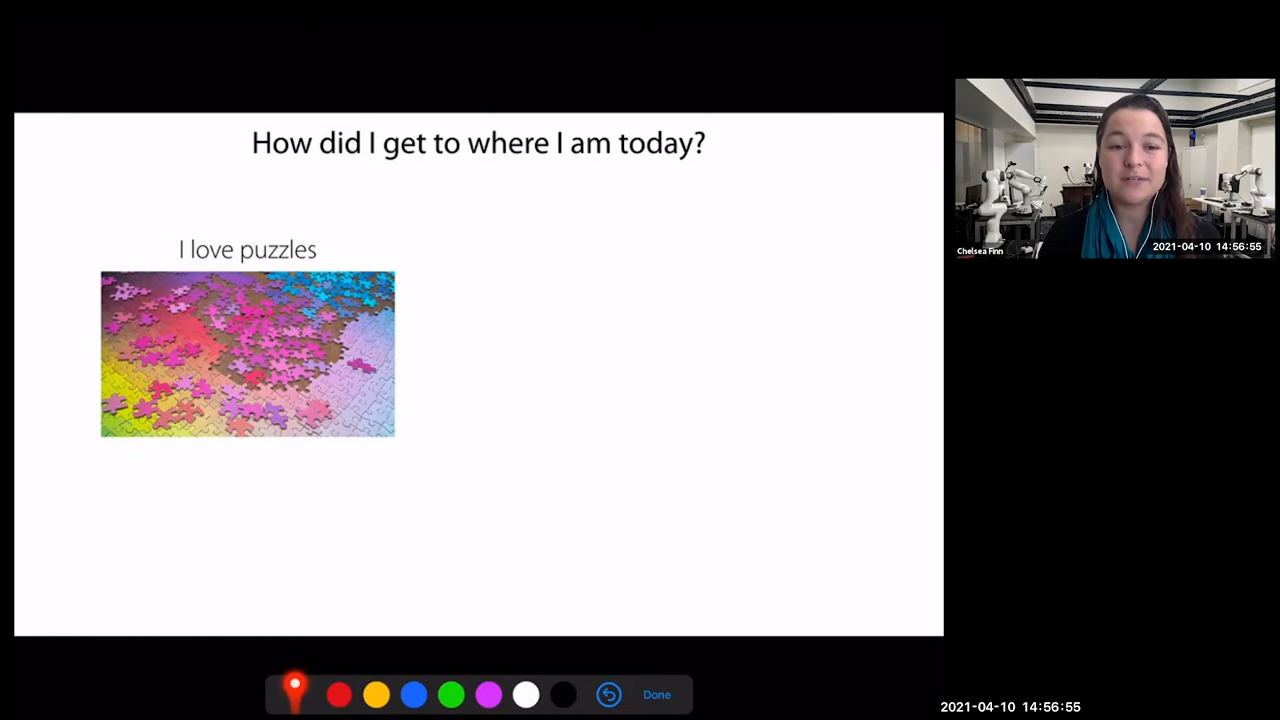 How did I get to where I am today?
I love puzzles
Chelsea Finn
2021-04-10 14:56:55
Done
2021-04-10 14:56:55